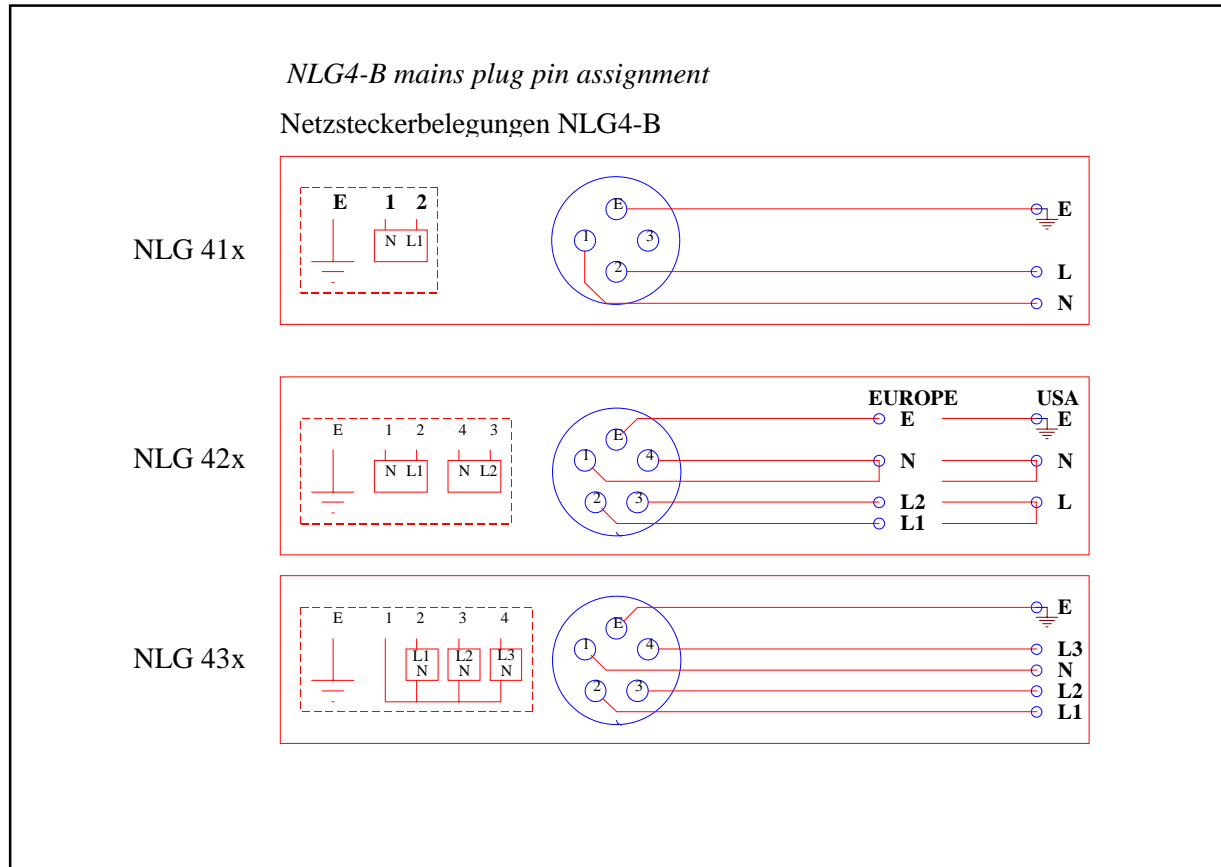 NLG4-B mains plug pin assignment
Netzsteckerbelegungen NLG4-B
NLG 41x
E 1 2
N L1
E
1 3
2
E
L
N
NLG 42x
EUROPE USA
E 1 2 4 3
N L1 N L2
E
1 4
2 3
E E
N N
L2 L
L1
NLG 43x
E 1 2 3 4
L1 L2 L3
N N N
E
1 4
2 3
E
L3
N
L2
L1